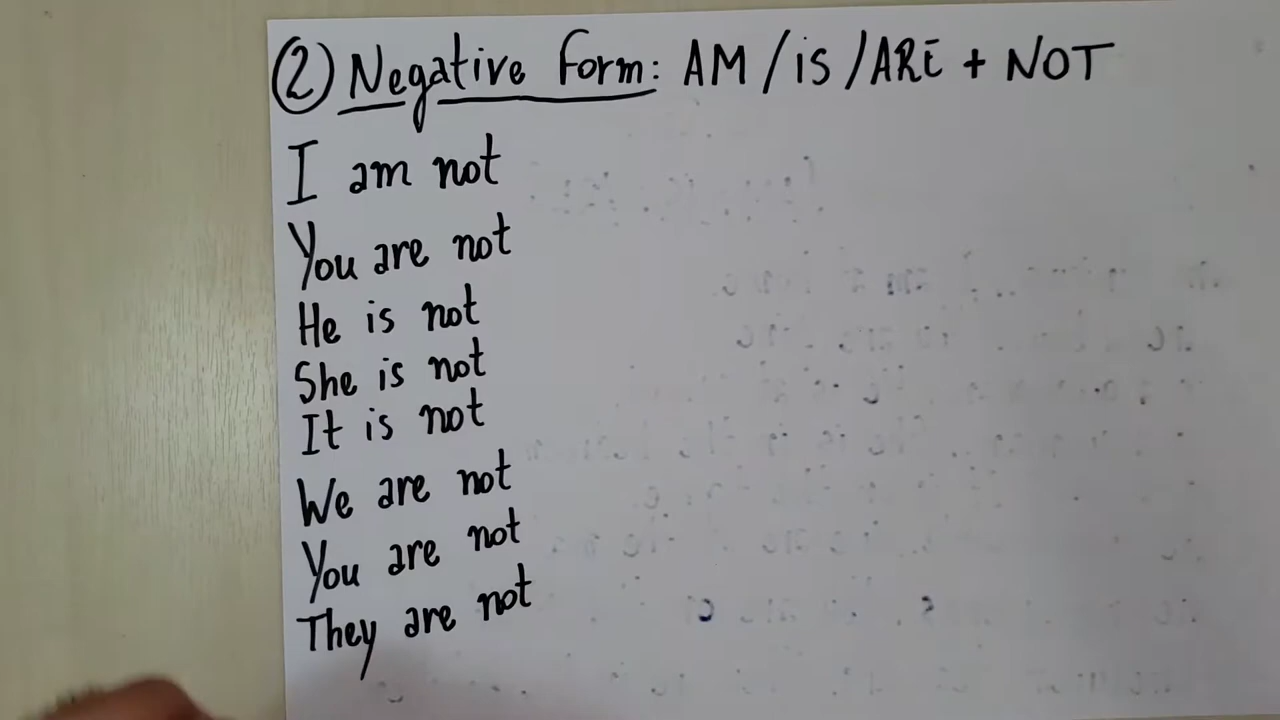 ② Negative form: AM / iS / ARE + NOT
I am not
You are not
He is not
She is not
It is not
We are not
You are not
They are not